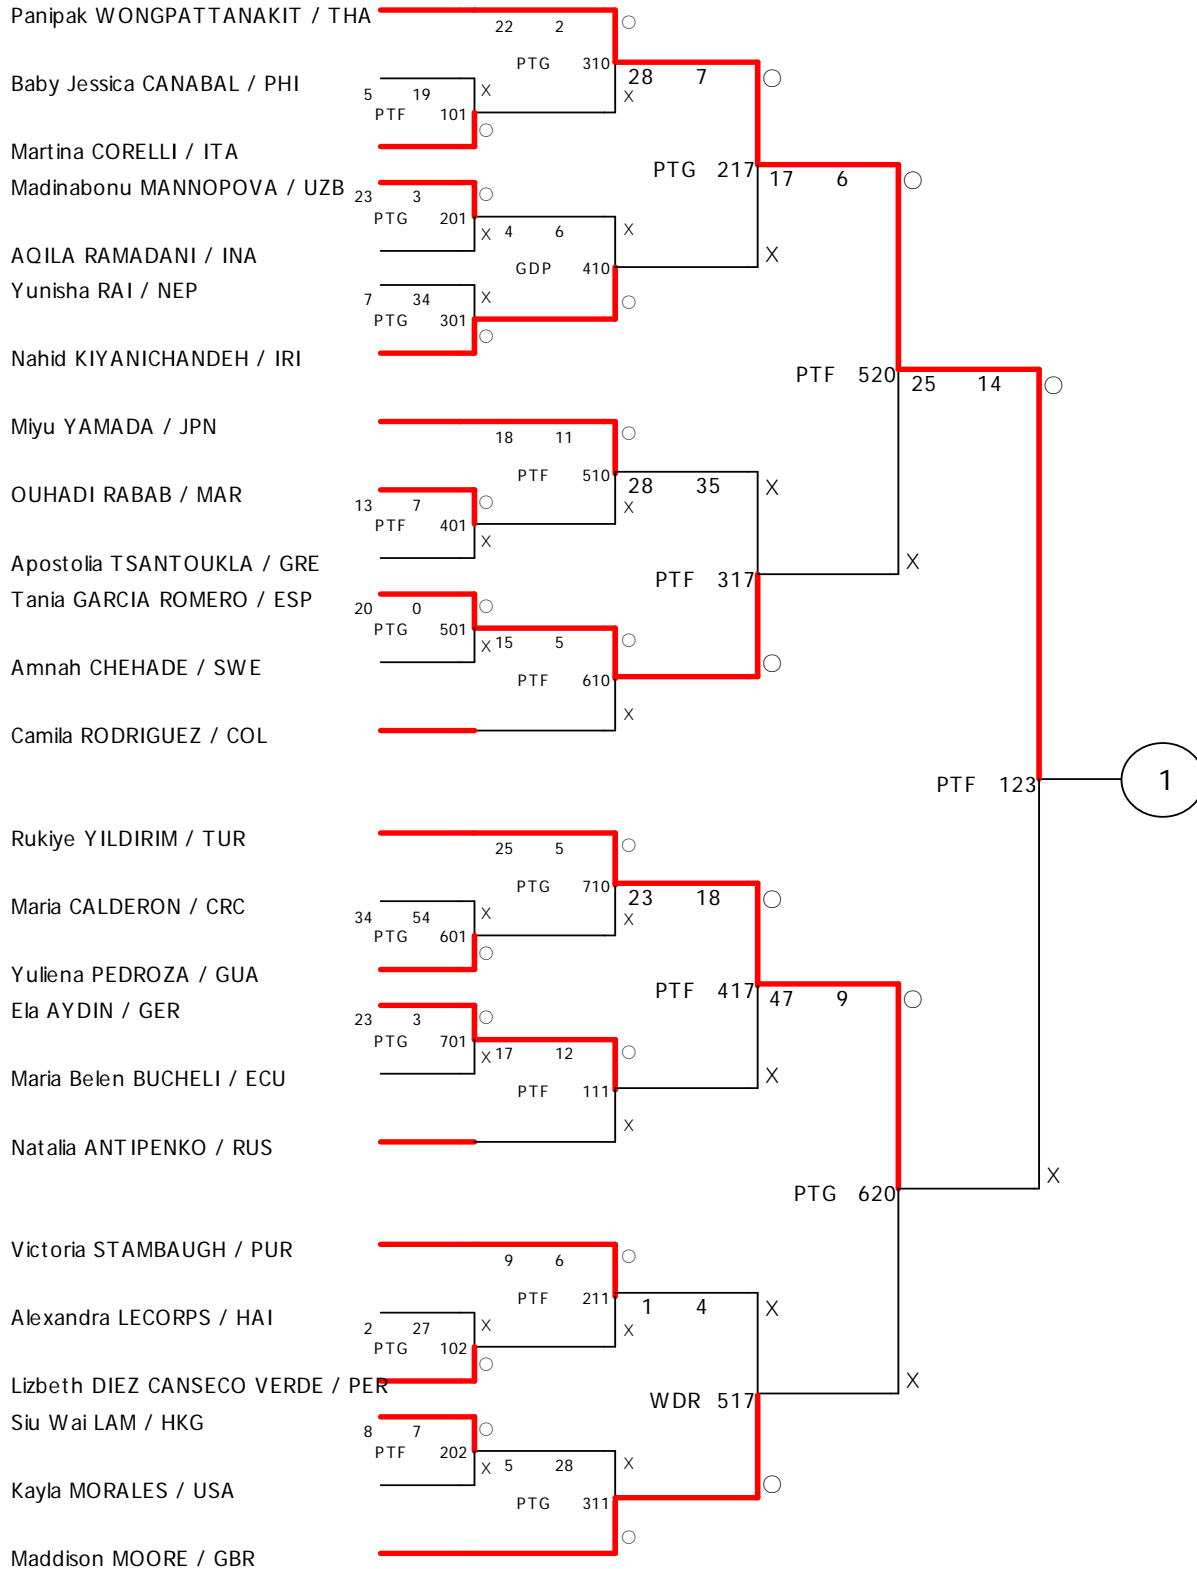 Panipak WONGPATTANAKIT / THA
22 2
PTG 310
Baby Jessica CANABAL / PHI
5 19
PTF 101
28 7
Martina CORELLI / ITA
Madinabonu MANNOPOVA / UZB
23 3
PTG 201
PTG 217
17 6
4 6
GDP 410
AQILA RAMADANI / INA
Yunisha RAI / NEP
7 34
PTG 301
Nahid KIYANICHANDEH / IRI
PTF 520
25 14
Miyu YAMADA / JPN
18 11
PTF 510
28 35
OUHADI RABAB / MAR
13 7
PTF 401
Apostolia TSANTOUKLA / GRE
PTF 317
Tania GARCIA ROMERO / ESP
20 0
PTG 501
15 5
PTF 610
Amnah CHEHADE / SWE
Camila RODRIGUEZ / COL
PTF 123
1
Rukiye YILDIRIM / TUR
25 5
PTG 710
23 18
Maria CALDERON / CRC
34 54
PTG 601
Yuliena PEDROZA / GUA
PTF 417
47 9
Ela AYDIN / GER
23 3
PTG 701
17 12
PTF 111
Maria Belen BUCHELI / ECU
Natalia ANTIPENKO / RUS
PTG 620
Victoria STAMBAUGH / PUR
9 6
PTF 211
1 4
Alexandra LECORPS / HAI
2 27
PTG 102
Lizbeth DIEZ CANSECO VERDE / PER
WDR 517
Siu Wai LAM / HKG
8 7
PTF 202
5 28
PTG 311
Kayla MORALES / USA
Maddison MOORE / GBR